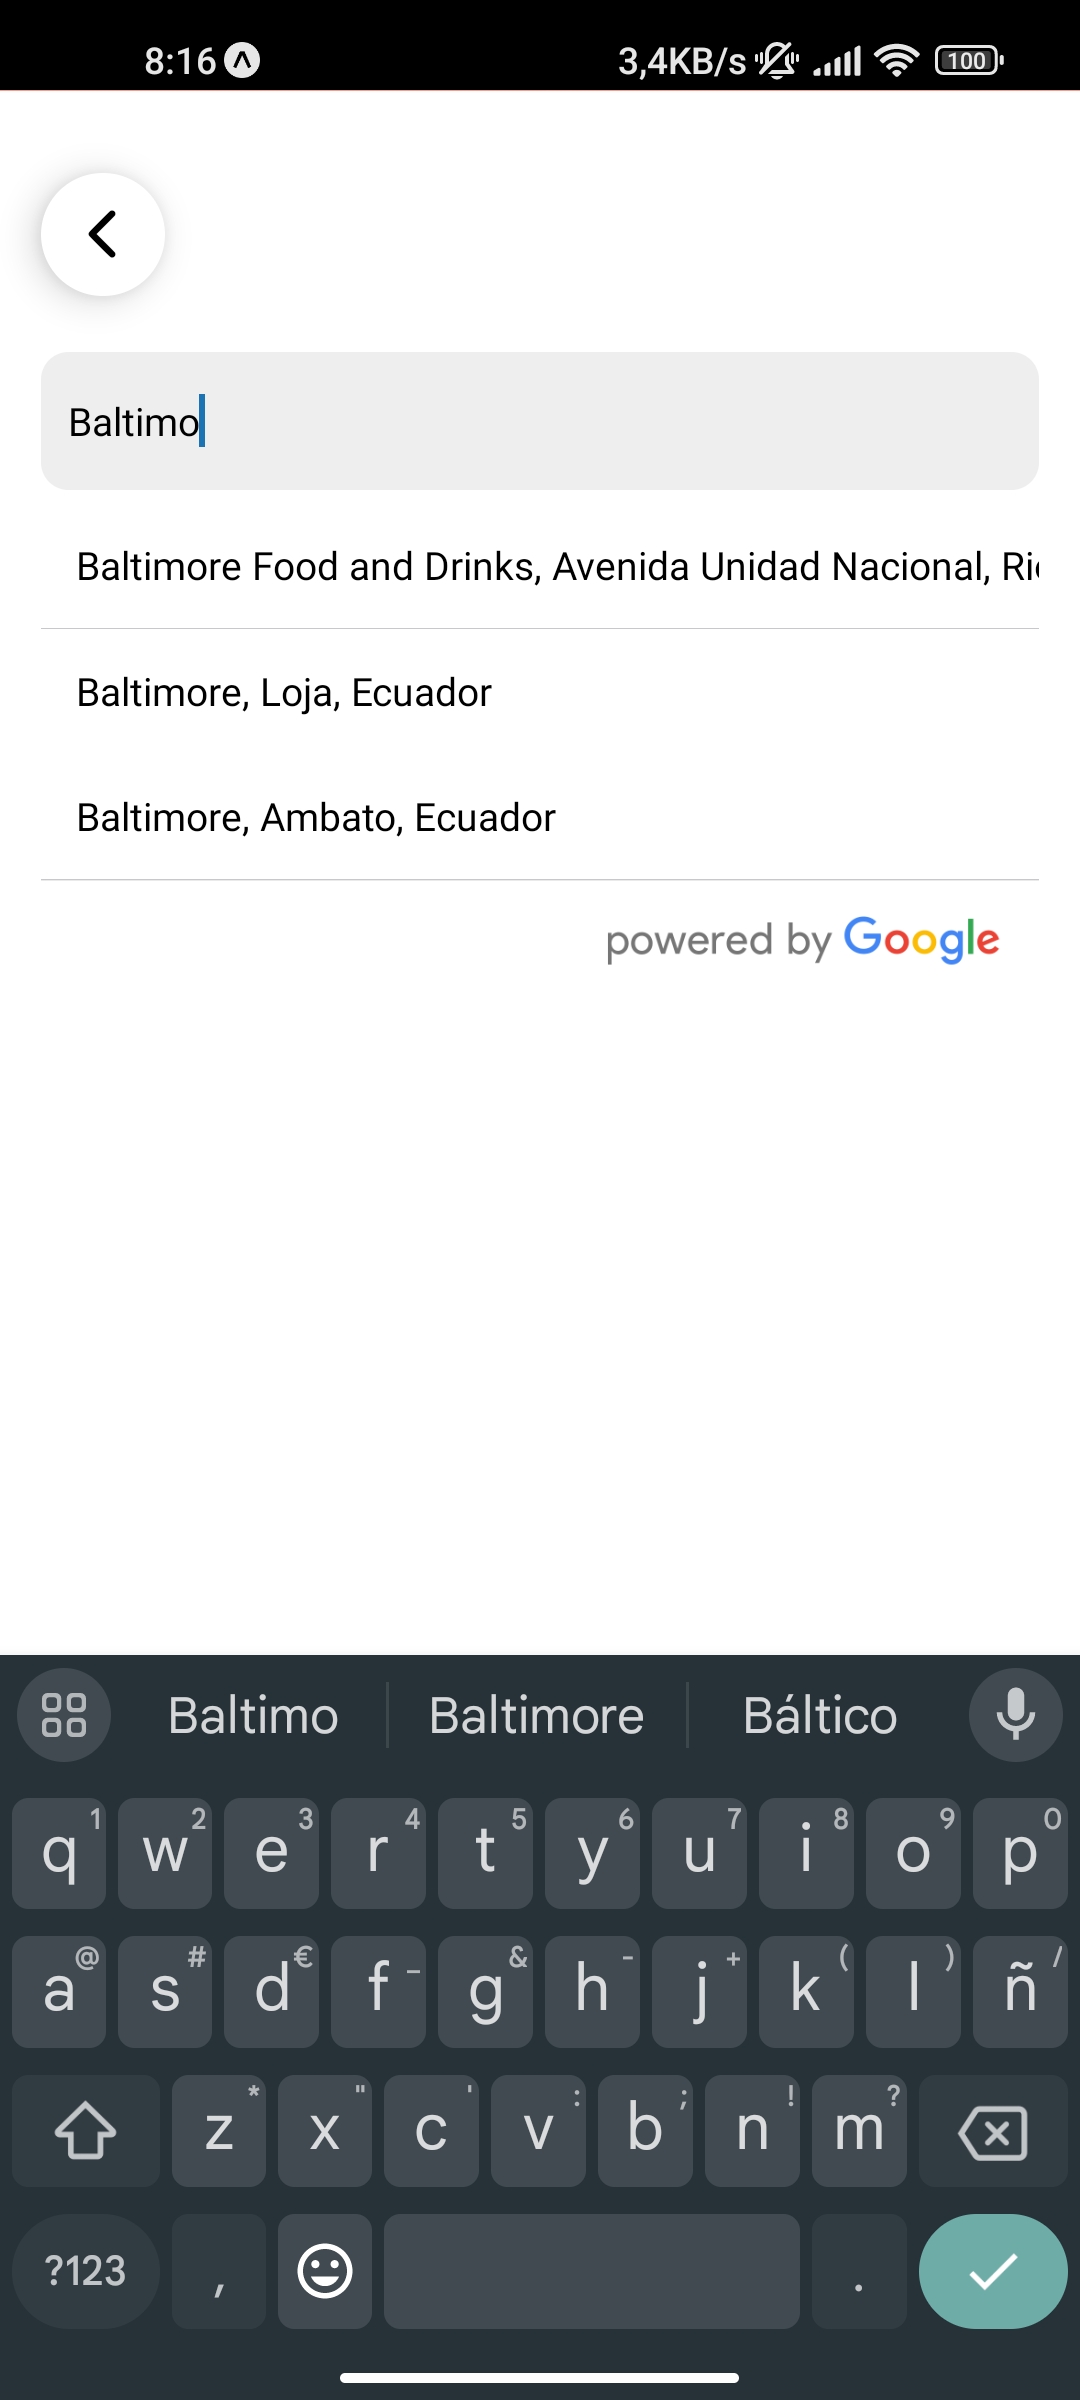 8:16 3,4KB/s 100
Baltimo
Baltimore Food and Drinks, Avenida Unidad Nacional, Ri
Baltimore, Loja, Ecuador
Baltimore, Ambato, Ecuador
powered by Google
Baltimo Baltimore Báltico
1 2 3 4 5 6 7 8 9 0
q w e r t y u i o p
@ # € _ & - + ( ) /
a s d f g h j k l ñ
* " ' : ; ! ?
z x c v b n m
?123 , .